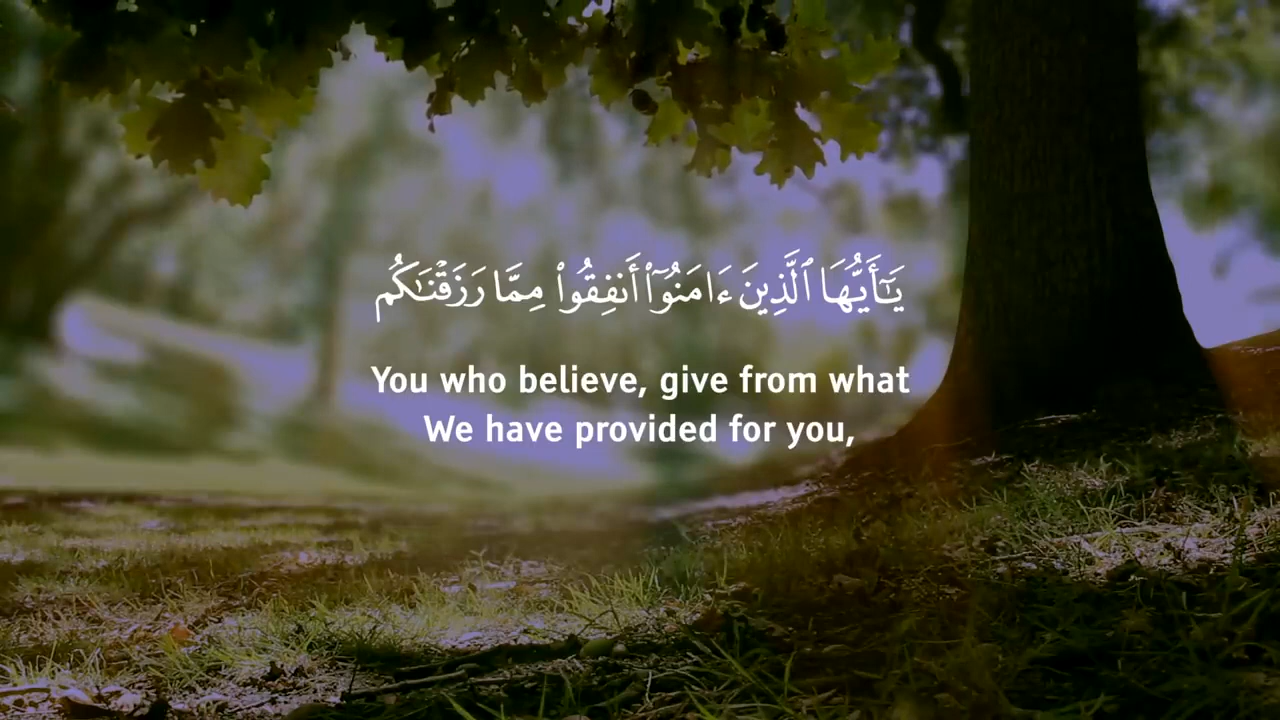 يَـٰٓأَيُّهَا ٱلَّذِينَ ءَامَنُوٓا۟ أَنفِقُوا۟ مِمَّا رَزَقْنَـٰكُم
You who believe, give from what
We have provided for you,